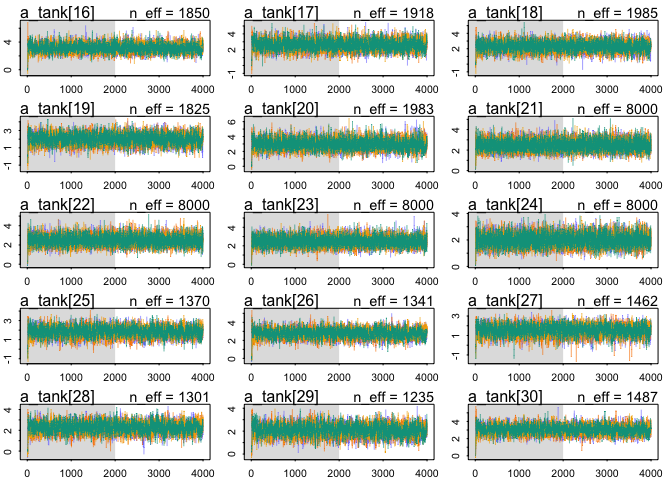 a_tank[16] n_eff = 1850
a_tank[17] n_eff = 1918
a_tank[18] n_eff = 1985
0 4
0 1000 2000 3000 4000
-1 2 4
0 1000 2000 3000 4000
-1 2 4
0 1000 2000 3000 4000
a_tank[19] n_eff = 1825
a_tank[20] n_eff = 1983
a_tank[21] n_eff = 8000
-1 1 3
0 1000 2000 3000 4000
0 2 4 6
0 1000 2000 3000 4000
0 2 4
0 1000 2000 3000 4000
a_tank[22] n_eff = 8000
a_tank[23] n_eff = 8000
a_tank[24] n_eff = 8000
0 2 4
0 1000 2000 3000 4000
0 2 4
0 1000 2000 3000 4000
0 2 4
0 1000 2000 3000 4000
a_tank[25] n_eff = 1370
a_tank[26] n_eff = 1341
a_tank[27] n_eff = 1462
-1 1 3
0 1000 2000 3000 4000
0 2 4
0 1000 2000 3000 4000
-1 1 3
0 1000 2000 3000 4000
a_tank[28] n_eff = 1301
a_tank[29] n_eff = 1235
a_tank[30] n_eff = 1487
0 2 4
0 1000 2000 3000 4000
0 2 4
0 1000 2000 3000 4000
0 2 4
0 1000 2000 3000 4000